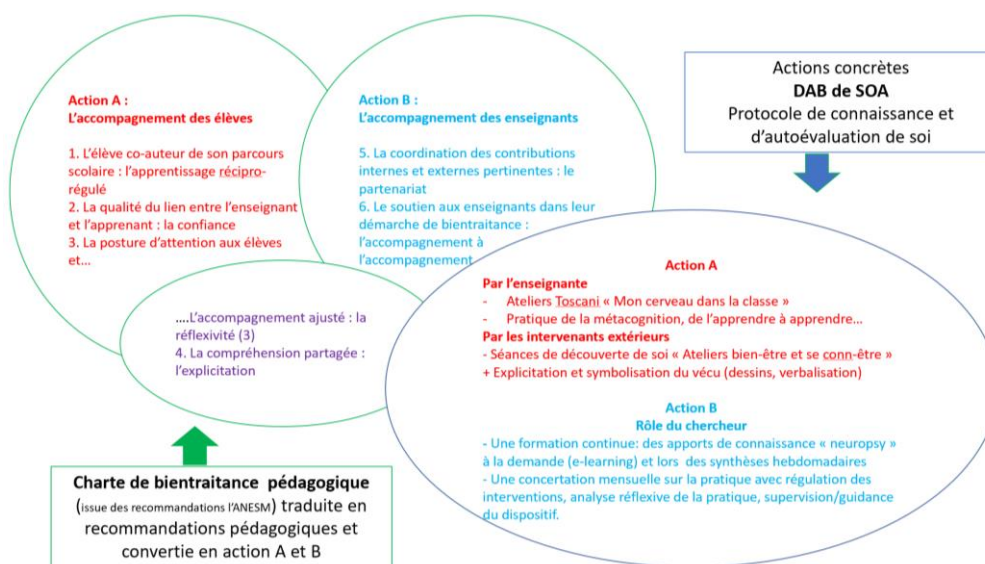 Action A :
L'accompagnement des élèves
1. L'élève co-auteur de son parcours
scolaire : l'apprentissage récipro-
régulé
2. La qualité du lien entre l'enseignant
et l'apprenant : la confiance
3. La posture d'attention aux élèves
et…
Action B :
L'accompagnement des enseignants
5. La coordination des contributions
internes et externes pertinentes : le
partenariat
6. Le soutien aux enseignants dans leur
démarche de bientraitance :
l'accompagnement à
l'accompagnement
….L'accompagnement ajusté : la
réflexivité (3)
4. La compréhension partagée :
l'explicitation
Charte de bientraitance pédagogique
(issue des recommandations l'ANESM) traduite en
recommandations pédagogiques et
convertie en action A et B
Actions concrètes
DAB de SOA
Protocole de connaissance et
d'autoévaluation de soi
Action A
Par l'enseignante
- Ateliers Toscani « Mon cerveau dans la classe »
- Pratique de la métacognition, de l'apprendre à apprendre…
Par les intervenants extérieurs
- Séances de découverte de soi « Ateliers bien-être et se conn-être »
+ Explicitation et symbolisation du vécu (dessins, verbalisation)
Action B
Rôle du chercheur
- Une formation continue: des apports de connaissance « neuropsy »
à la demande (e-learning) et lors des synthèses hebdomadaires
- Une concertation mensuelle sur la pratique avec régulation des
interventions, analyse réflexive de la pratique, supervision/guidance
du dispositif.